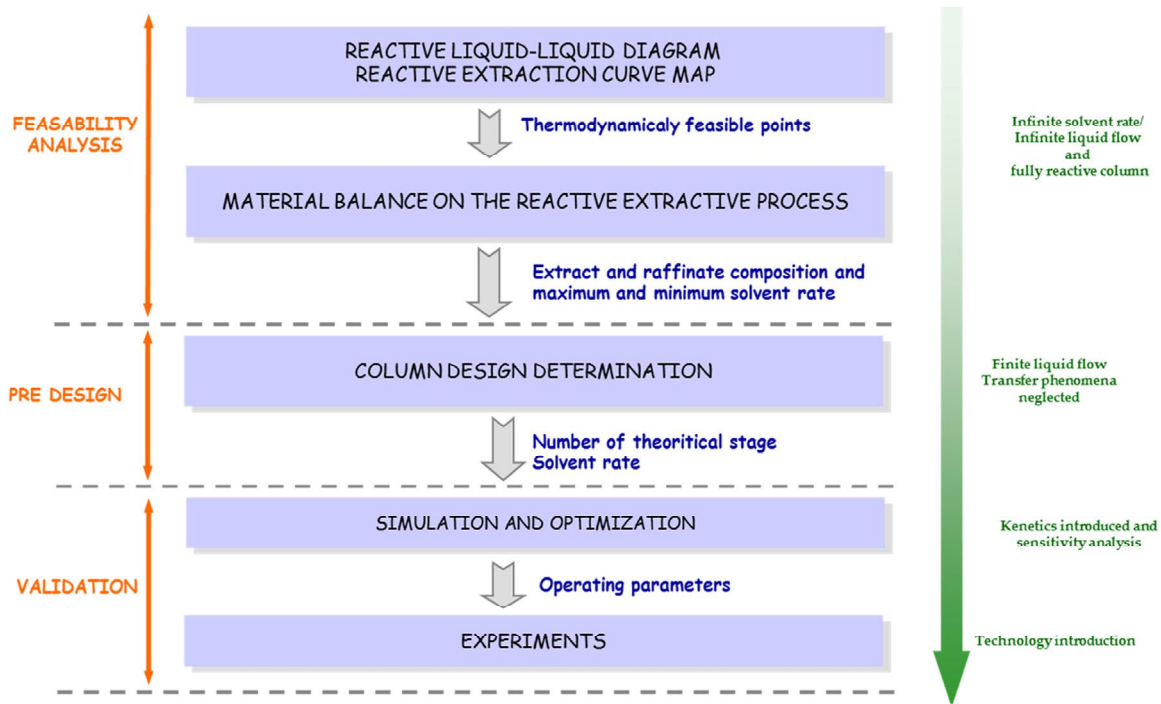 REACTIVE LIQUID-LIQUID DIAGRAM
REACTIVE EXTRACTION CURVE MAP
FEASABILITY
ANALYSIS
Thermodynamicaly feasible points
Infinite solvent rate/
Infinite liquid flow
and
fully reactive column
MATERIAL BALANCE ON THE REACTIVE EXTRACTIVE PROCESS
Extract and raffinate composition and
maximum and minimum solvent rate
PRE DESIGN
COLUMN DESIGN DETERMINATION
Finite liquid flow
Transfer phenomena
neglected
Number of theoritical stage
Solvent rate
VALIDATION
SIMULATION AND OPTIMIZATION
Kenetics introduced and
sensitivity analysis
Operating parameters
EXPERIMENTS
Technology introduction